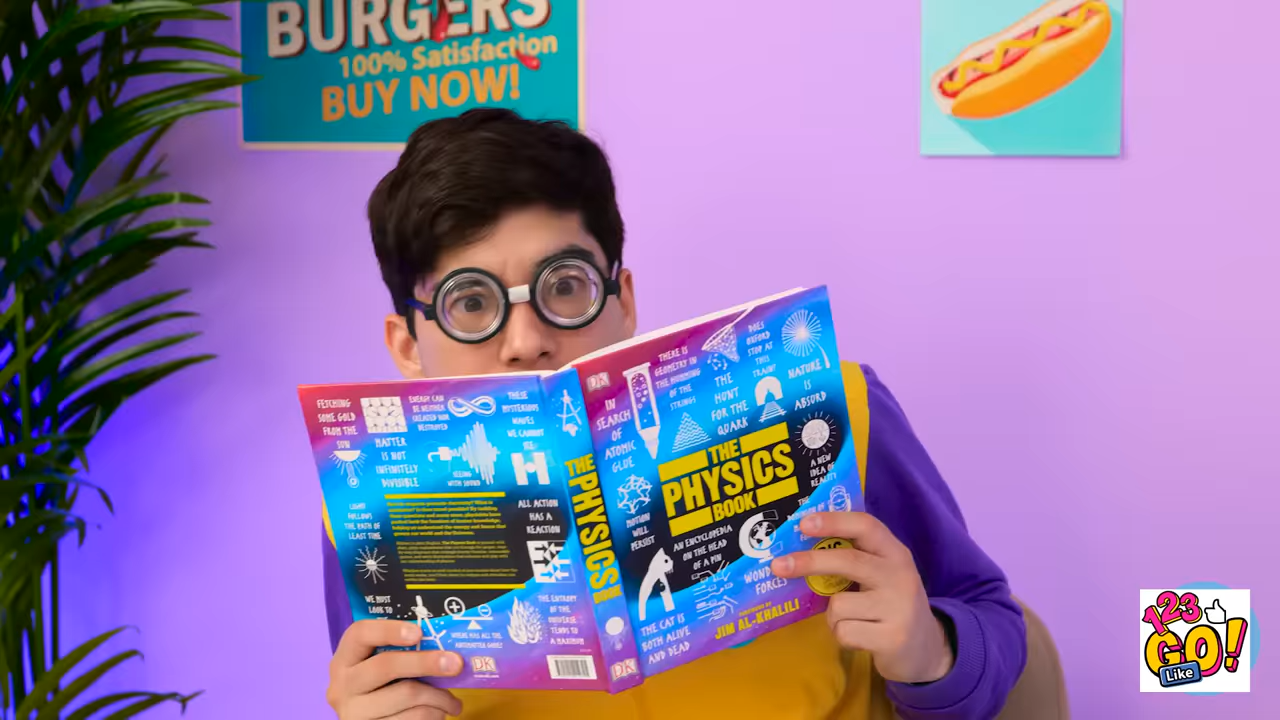 BURGERS
100% Satisfaction
BUY NOW!
FETCHING
SOME GOLD
FROM THE
SUN
ENERGY CAN
BE NEITHER
CREATED NOR
DESTROYED
THESE
MYSTERIOUS
WAVES
WE CANNOT
MATTER
IS NOT
INFINITELY
DIVISIBLE
SEEING
WITH SOUND
LIGHT
FOLLOWS
THE PATH OF
LEAST TIME
ALL ACTION
HAS A
REACTION
WE MUST
LOOK TO
WHERE HAS ALL THE
ANTIMATTER GONE?
THE ENTROPY
OF THE
UNIVERSE
TENDS TO
A MAXIMUM
DK
THE PHYSICS BOOK
DK
DK
IN
SEARCH
OF
ATOMIC
GLUE
THERE IS
GEOMETRY IN
THE HUMMING
OF THE
STRINGS
DOES
OXFORD
STOP AT
THIS
TRAIN?
THE
HUNT
FOR THE
QUARK
NATURE
IS
ABSURD
THE
PHYSICS
BOOK
A NEW
IDEA OF
REALITY
MOTION
WILL
PERSIST
AN ENCYCLOPEDIA
ON THE HEAD
OF A PIN
THE CAT IS
BOTH ALIVE
AND DEAD
FORCES
FOREWORD BY
JIM AL-KHALILI
123
GO!
Like